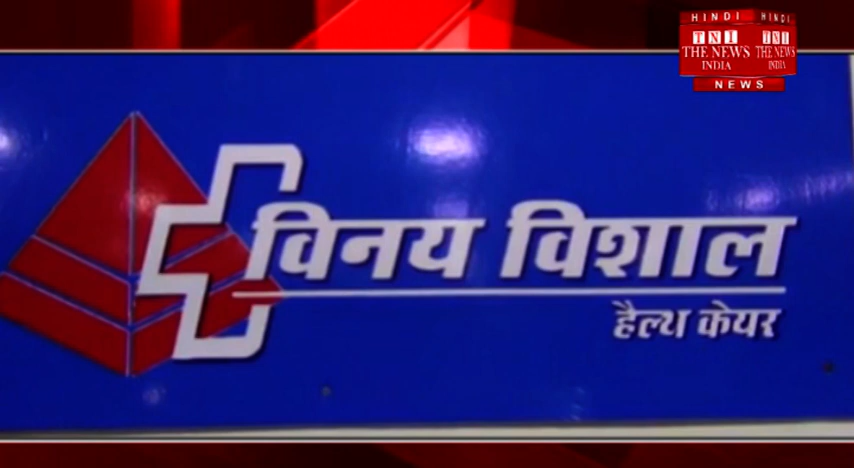 HINDI HINDI
TNI TNI
THE NEWS THE NEWS
INDIA INDIA
NEWS
विनय विशाल
हैल्थ केयर